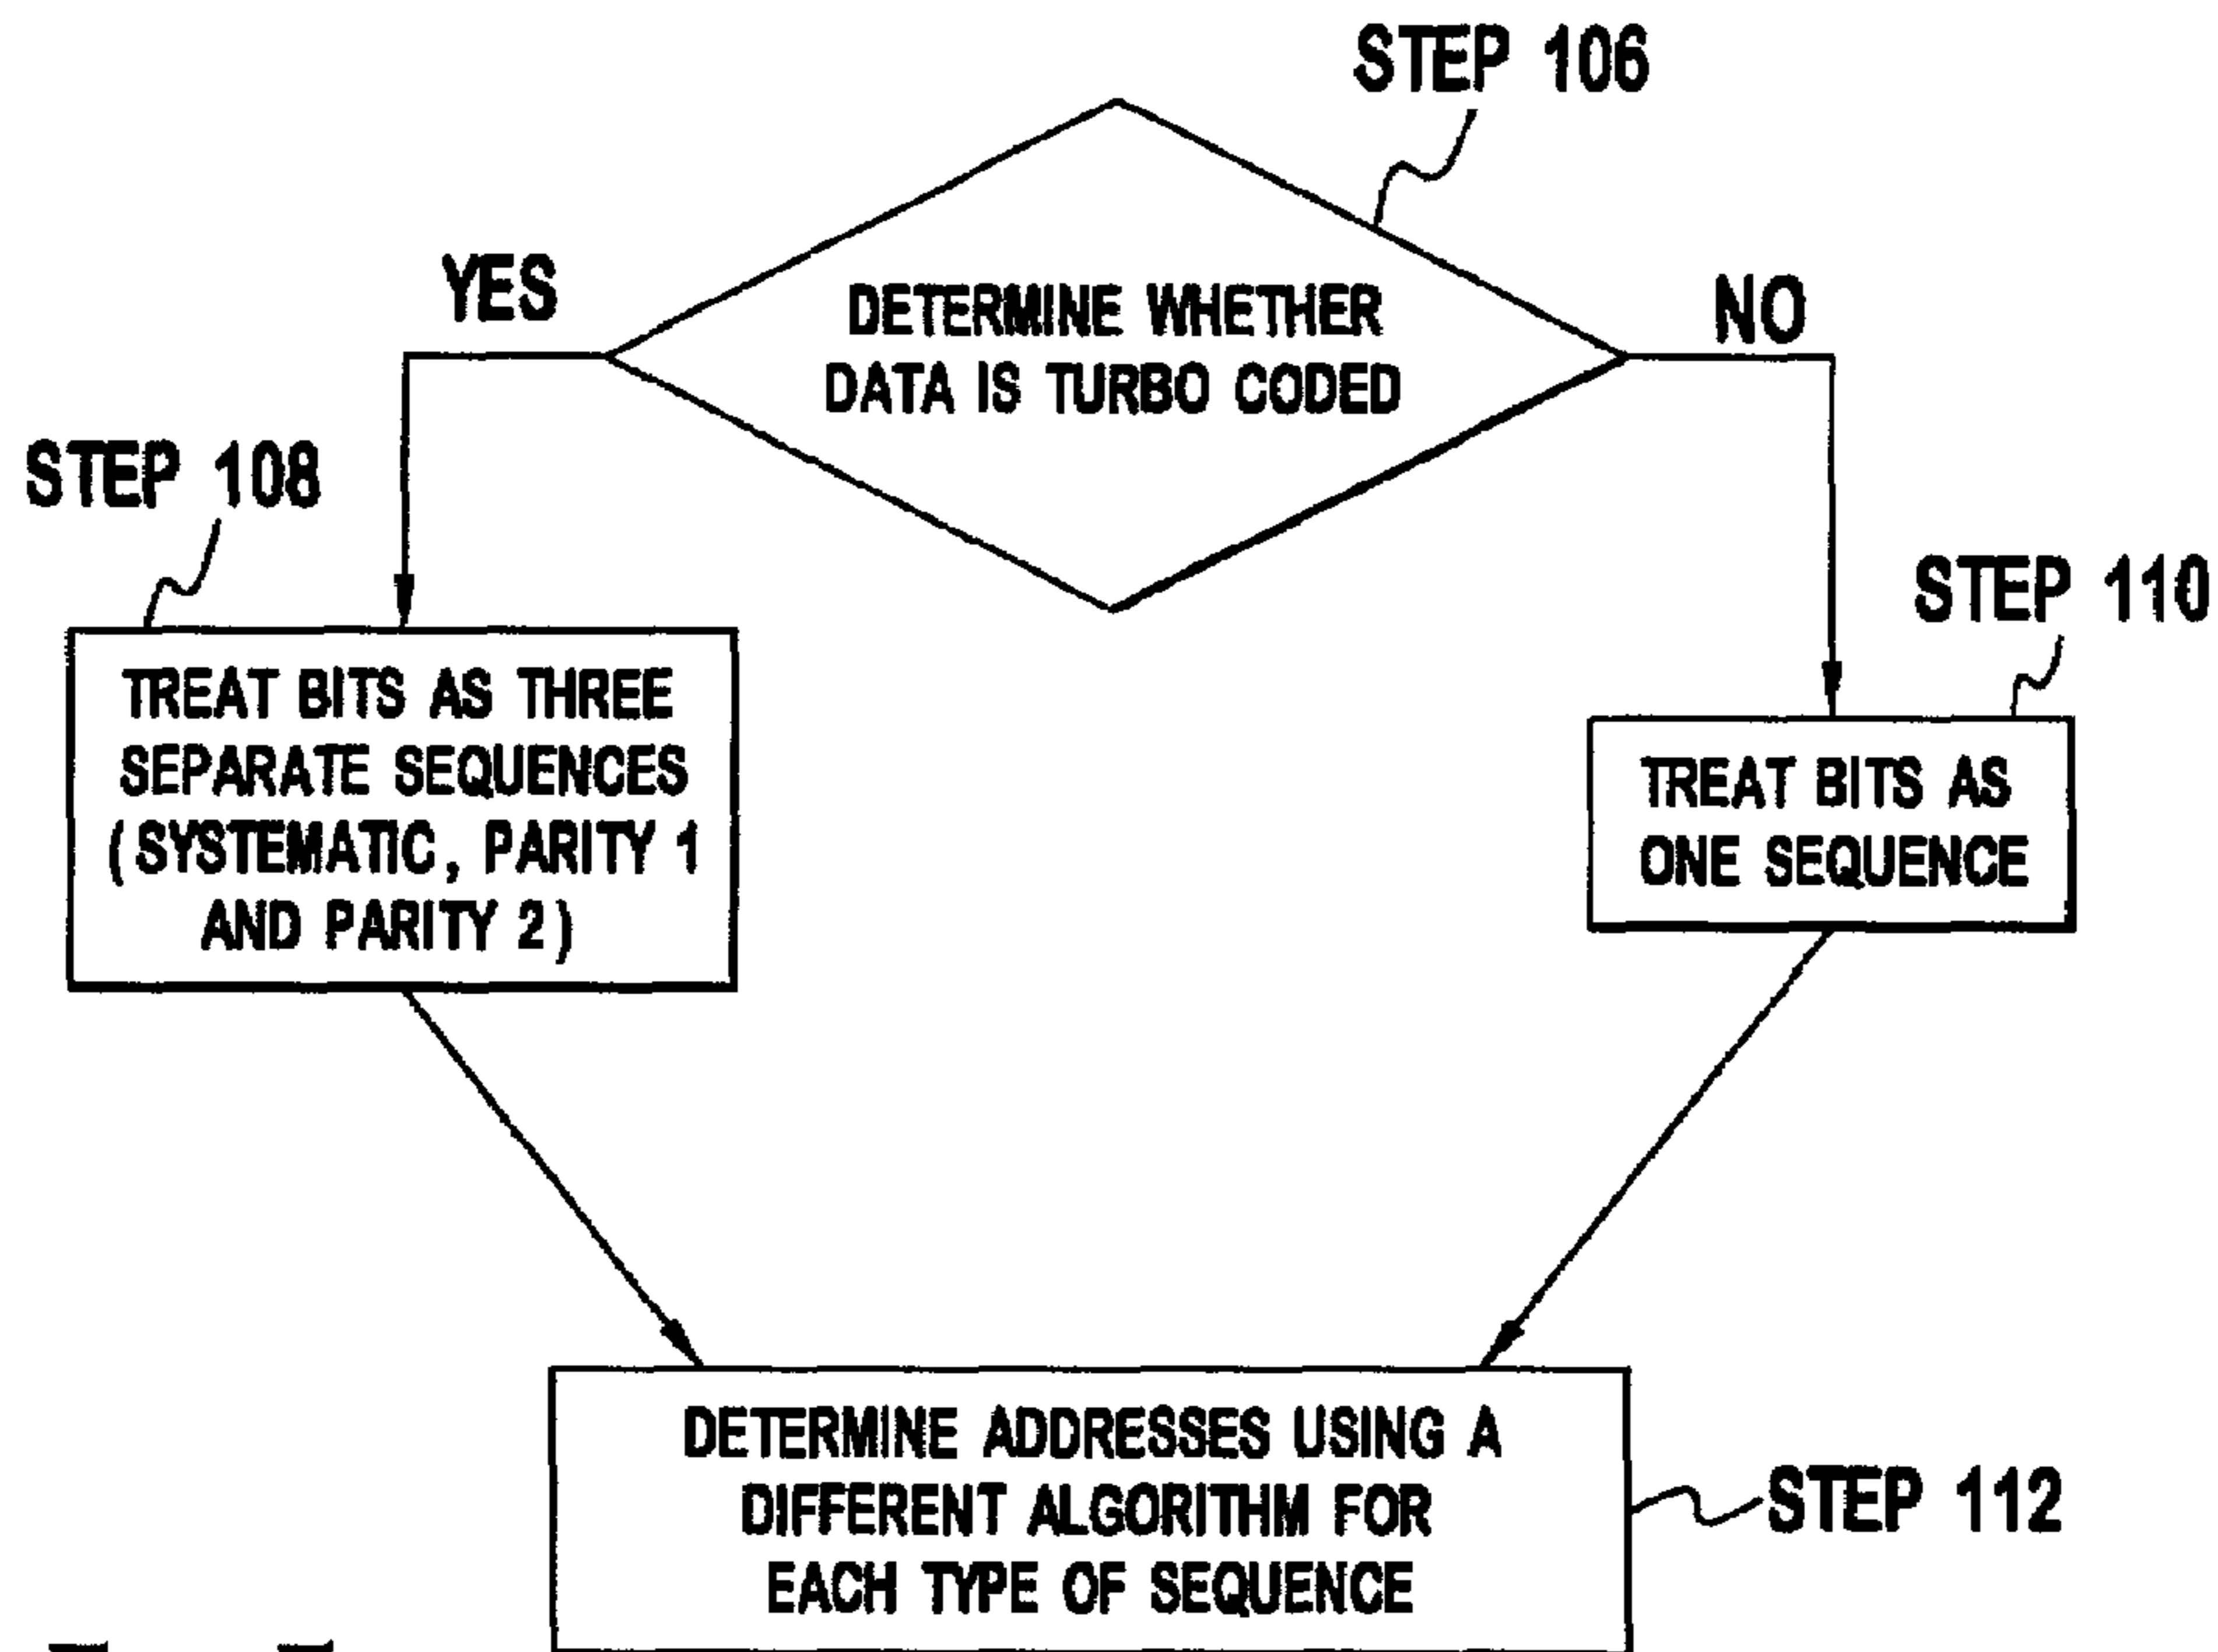 STEP 106
YES
DETERMINE WHETHER
DATA IS TURBO CODED
NO
STEP 108
STEP 110
TREAT BITS AS THREE
SEPARATE SEQUENCES
(SYSTEMATIC, PARITY 1
AND PARITY 2)
TREAT BITS AS
ONE SEQUENCE
DETERMINE ADDRESSES USING A
DIFFERENT ALGORITHM FOR
EACH TYPE OF SEQUENCE
STEP 112